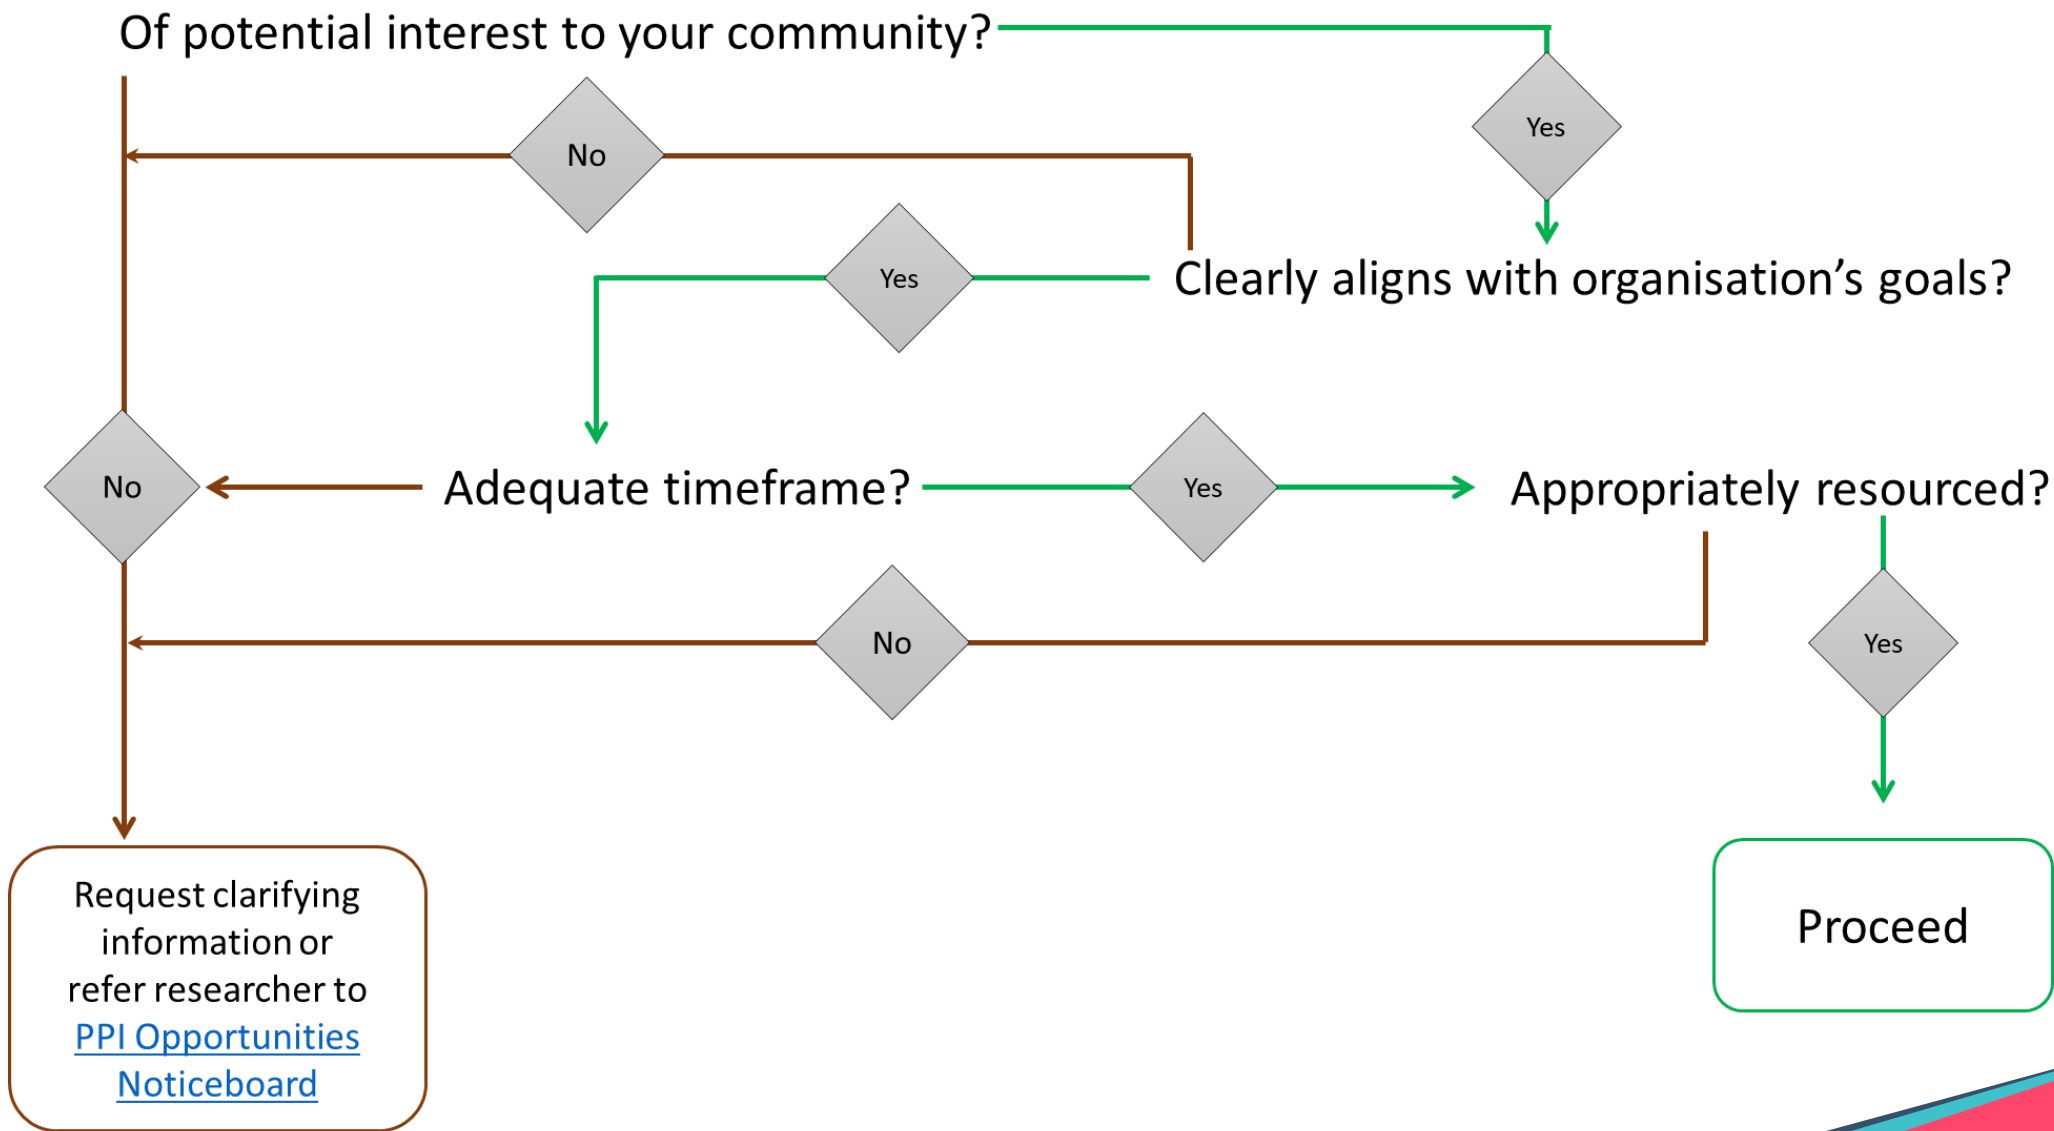 Of potential interest to your community?
Yes
No
Yes
Clearly aligns with organisation’s goals?
No
Adequate timeframe?
Yes
Appropriately resourced?
No
Yes
Request clarifying
information or
refer researcher to
PPI Opportunities
Noticeboard
Proceed